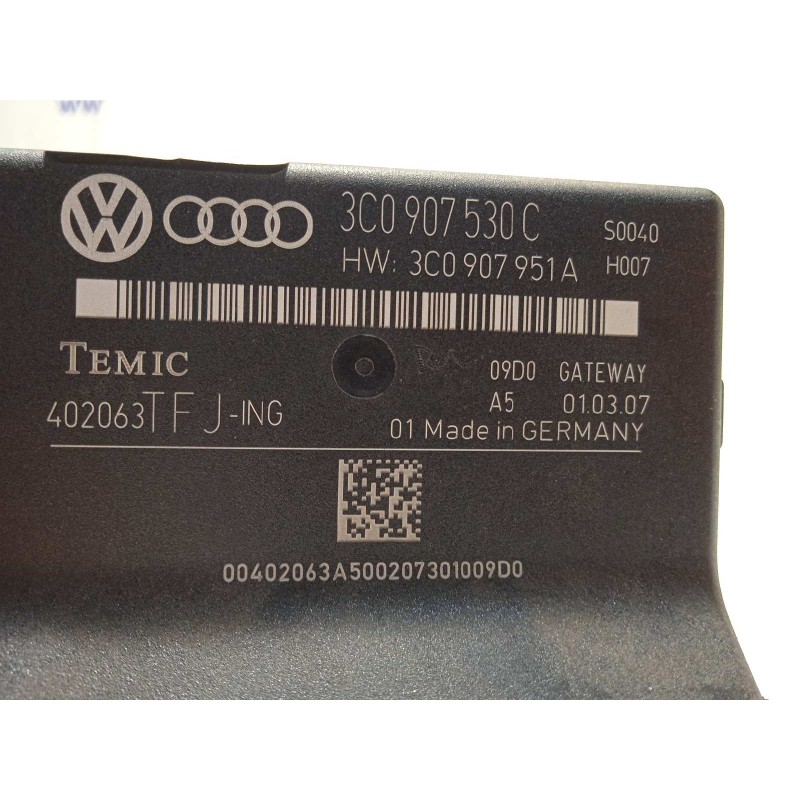 3C0 907 530 C
S0040
HW: 3C0 907 951 A
H007
TEMIC
09D0 GATEWAY
402063TFJ-ING
A5 01.03.07
01 Made in GERMANY
00402063A500207301009D0